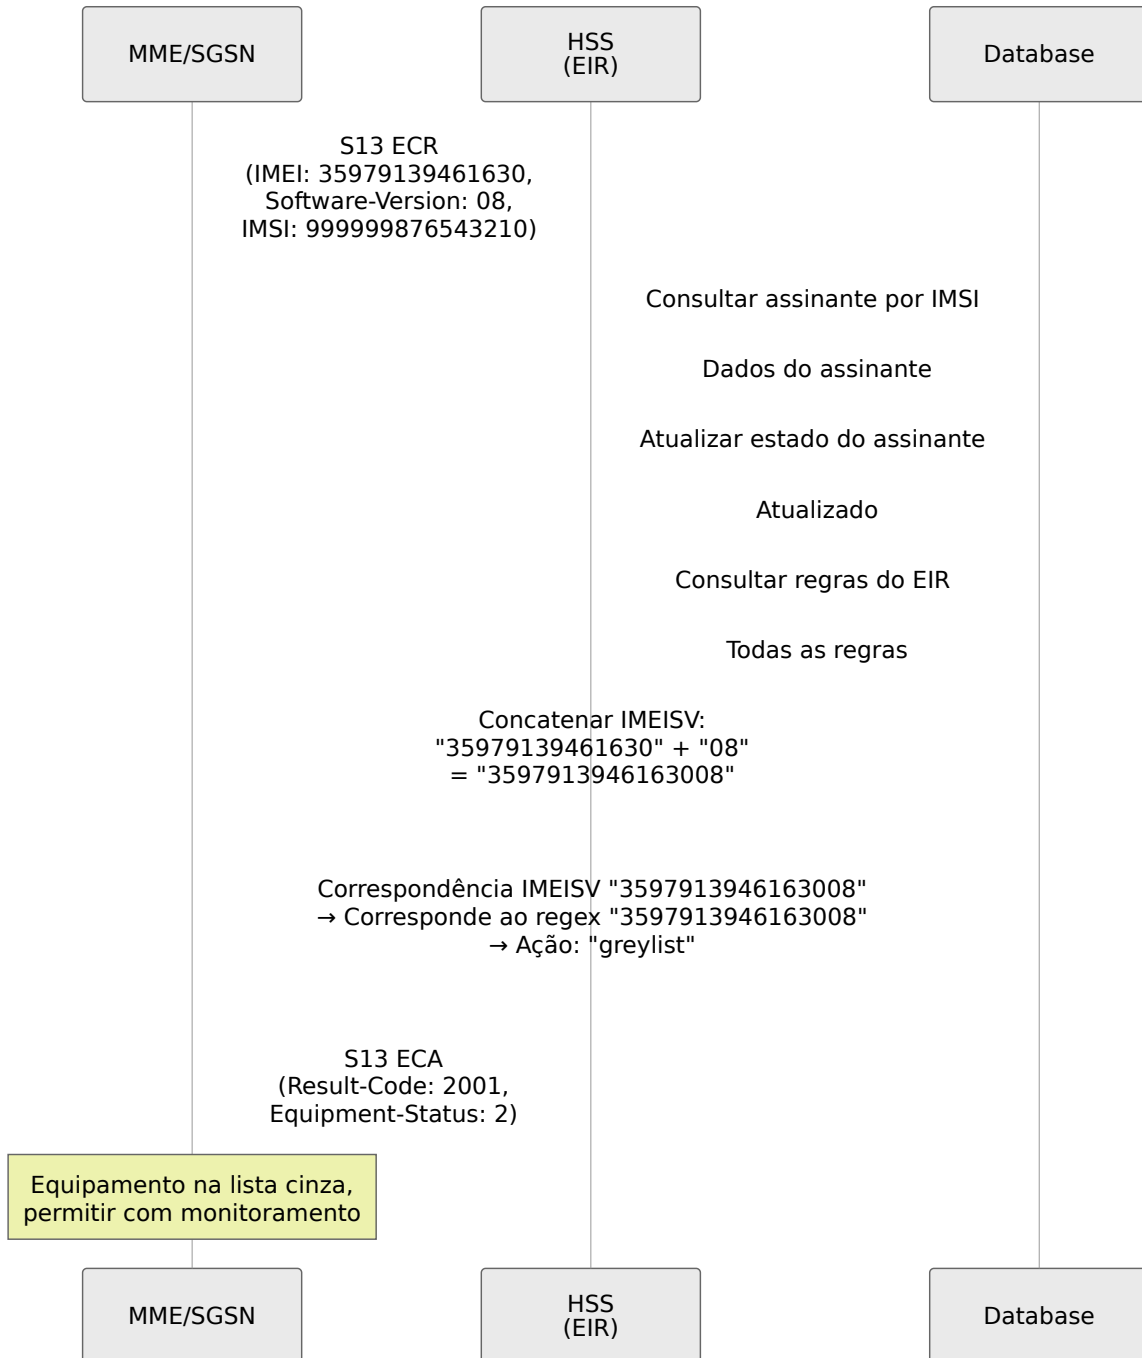 MME/SGSN
HSS
(EIR)
Database
S13 ECR
(IMEI: 35979139461630,
Software-Version: 08,
IMSI: 999999876543210)
Consultar assinante por IMSI
Dados do assinante
Atualizar estado do assinante
Atualizado
Consultar regras do EIR
Todas as regras
Concatenar IMEISV:
"35979139461630" + "08"
= "3597913946163008"
Correspondência IMEISV "3597913946163008"
→ Corresponde ao regex "3597913946163008"
→ Ação: "greylist"
S13 ECA
(Result-Code: 2001,
Equipment-Status: 2)
Equipamento na lista cinza,
permitir com monitoramento
MME/SGSN
HSS
(EIR)
Database